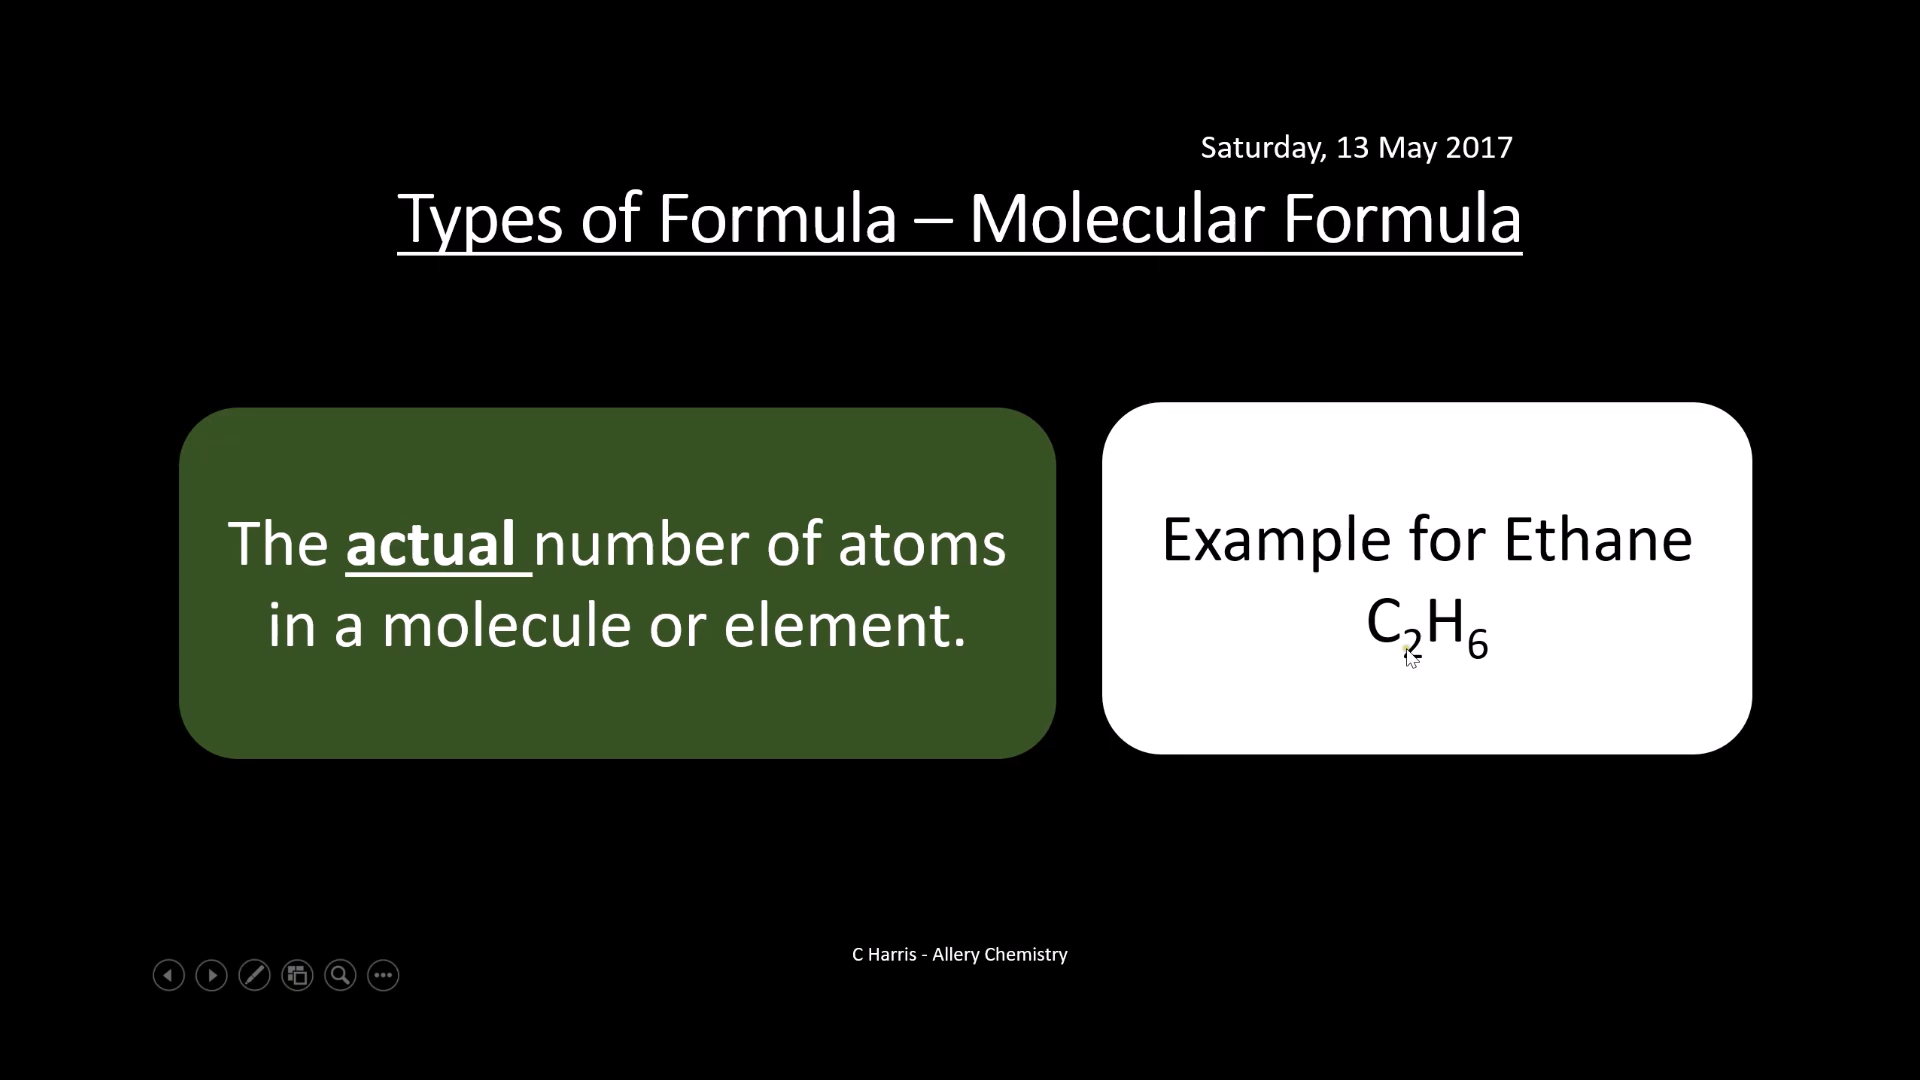 Saturday, 13 May 2017
Types of Formula – Molecular Formula
The actual number of atoms
in a molecule or element.
Example for Ethane
C₂H₆
C Harris - Allery Chemistry